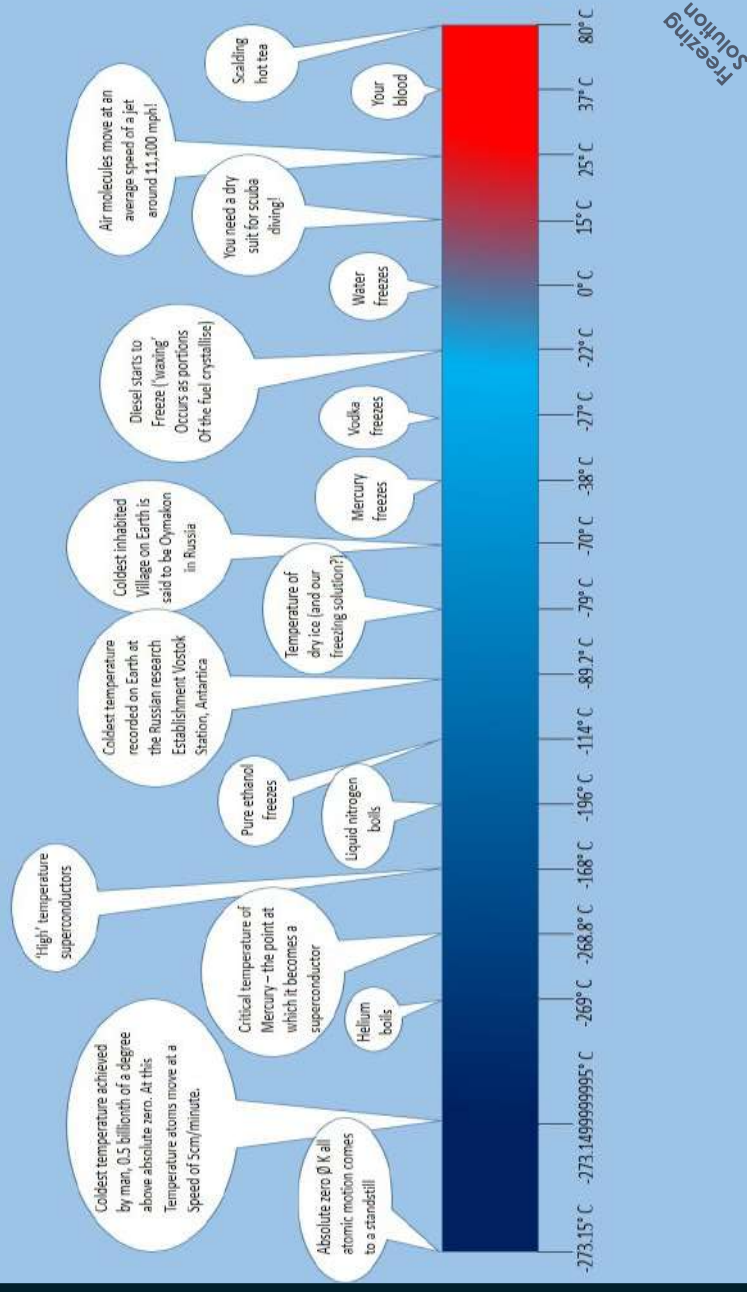 Freezing
Solution
Coldest temperature achieved
by man, 0.5 billionth of a degree
above absolute zero. At this
Temperature atoms move at a
Speed of 5cm/minute.
Absolute zero Ø K all
atomic motion comes
to a standstill
Helium
boils
Critical temperature of
Mercury – the point at
which it becomes a
superconductor
'High' temperature
superconductors
Liquid nitrogen
boils
Pure ethanol
freezes
Coldest temperature
recorded on Earth at
the Russian research
Establishment Vostok
Station, Antartica
Temperature of
dry ice (and our
freezing solution?)
Coldest inhabited
Village on Earth is
said to be Oymakon
in Russia
Mercury
freezes
Vodka
freezes
Diesel starts to
Freeze ('waxing'
Occurs as portions
Of the fuel crystallise)
Water
freezes
You need a dry
suit for scuba
diving!
Air molecules move at an
average speed of a jet
around 11,100 mph!
Your
blood
Scalding
hot tea
-273.15° C
-273.1499999999995° C
-269° C
-268.8° C
-168° C
-196° C
-114° C
-89.2° C
-79° C
-70° C
-38° C
-27° C
-22° C
0° C
15° C
25° C
37° C
80° C